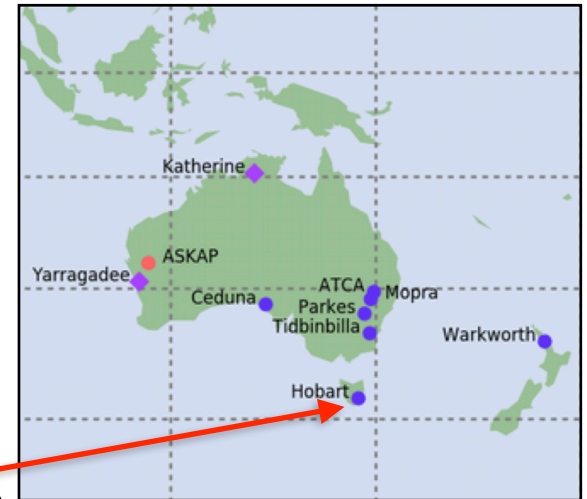 Katherine
ASKAP
Yarragadee
ATCA
Mopra
Ceduna
Parkes
Tidbinbilla
Warkworth
Hobart